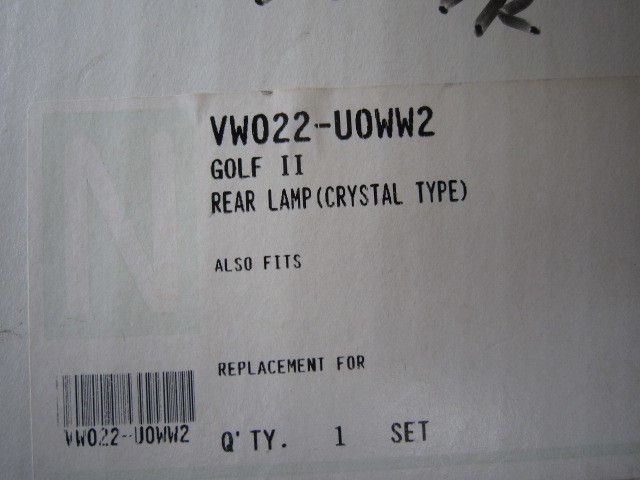 N
VW022-U0WW2
GOLF II
REAR LAMP(CRYSTAL TYPE)
ALSO FITS
REPLACEMENT FOR
VW022-U0WW2
Q'TY. 1 SET